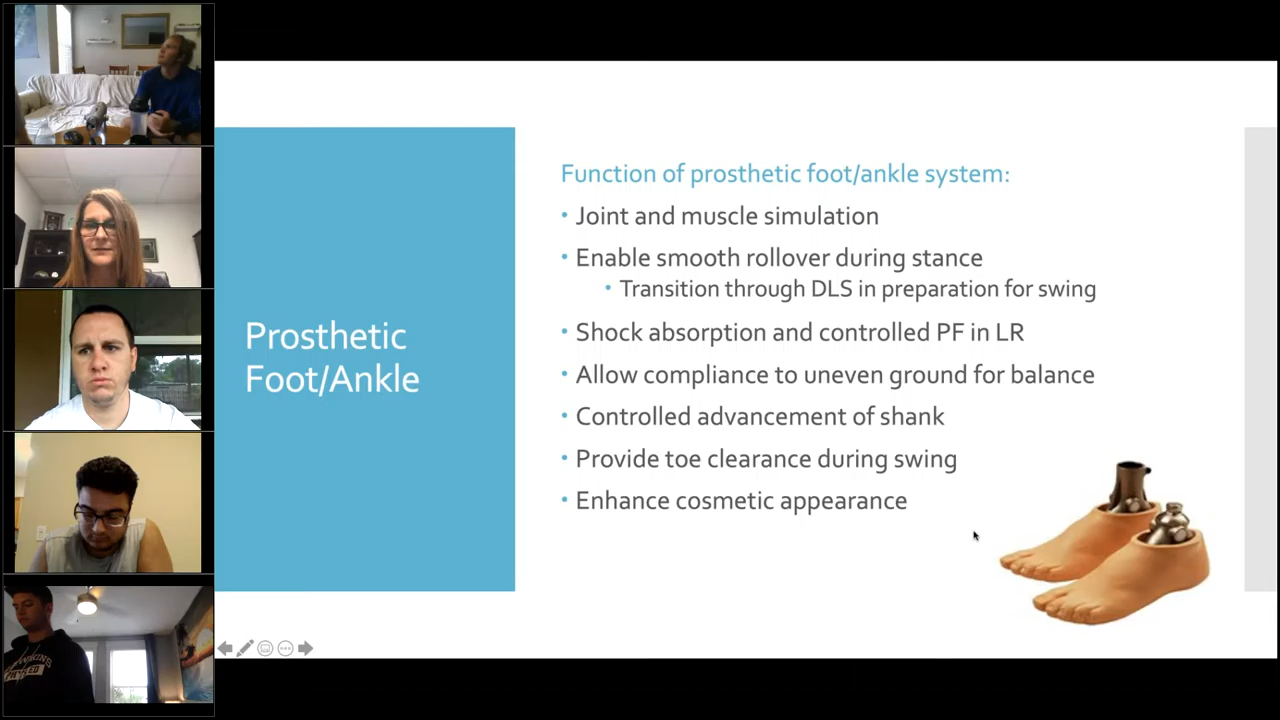 Prosthetic
Foot/Ankle
Function of prosthetic foot/ankle system:
• Joint and muscle simulation
• Enable smooth rollover during stance
• Transition through DLS in preparation for swing
• Shock absorption and controlled PF in LR
• Allow compliance to uneven ground for balance
• Controlled advancement of shank
• Provide toe clearance during swing
• Enhance cosmetic appearance